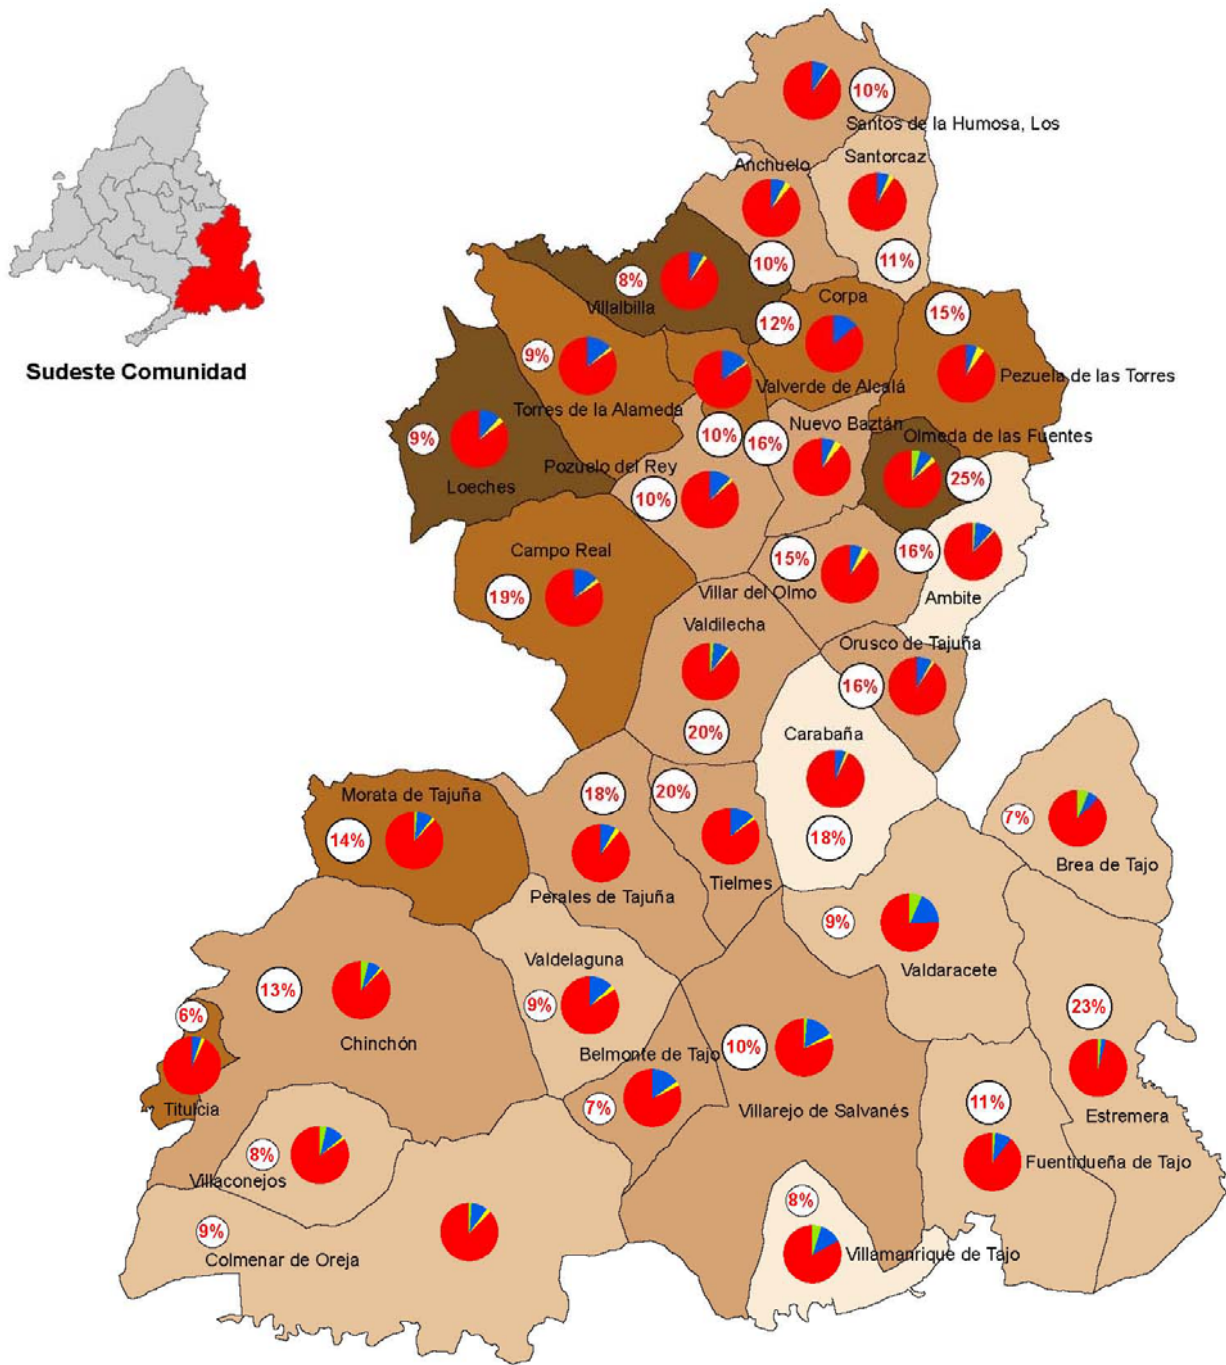 10%
Santos de la Humosa, Los
Anchuelo
Santorcaz
10%
11%
8%
Villalbilla
Corpa
12%
15%
Sudeste Comunidad
9%
Torres de la Alameda
Valverde de Alcalá
Pezuela de las Torres
9%
Loeches
10%
16%
Nuevo Baztán
Olmeda de las Fuentes
Pozuelo del Rey
10%
25%
Campo Real
19%
15%
16%
Villar del Olmo
Ambite
Valdilecha
Orusco de Tajuña
16%
20%
Carabaña
18%
20%
Morata de Tajuña
14%
18%
7%
Brea de Tajo
Perales de Tajuña
Tielmes
9%
Valdaracete
Valdelaguna
13%
9%
23%
6%
Chinchón
Belmonte de Tajo
10%
Titulcia
7%
Villarejo de Salvanés
11%
Estremera
8%
Villaconejos
Fuentidueña de Tajo
8%
9%
Colmenar de Oreja
Villamanrique de Tajo